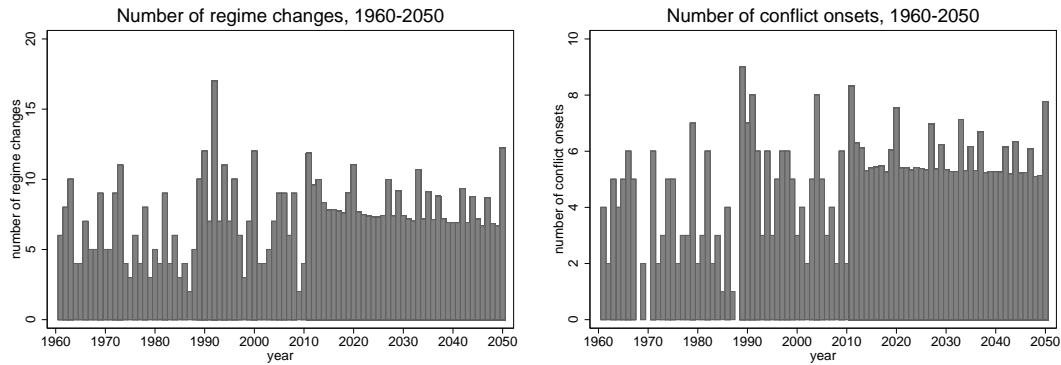 Number of regime changes, 1960-2050
number of regime changes
20
15
10
5
0
1960 1970 1980 1990 2000 2010 2020 2030 2040 2050
year
Number of conflict onsets, 1960-2050
number of conflict onsets
10
8
6
4
2
0
1960 1970 1980 1990 2000 2010 2020 2030 2040 2050
year